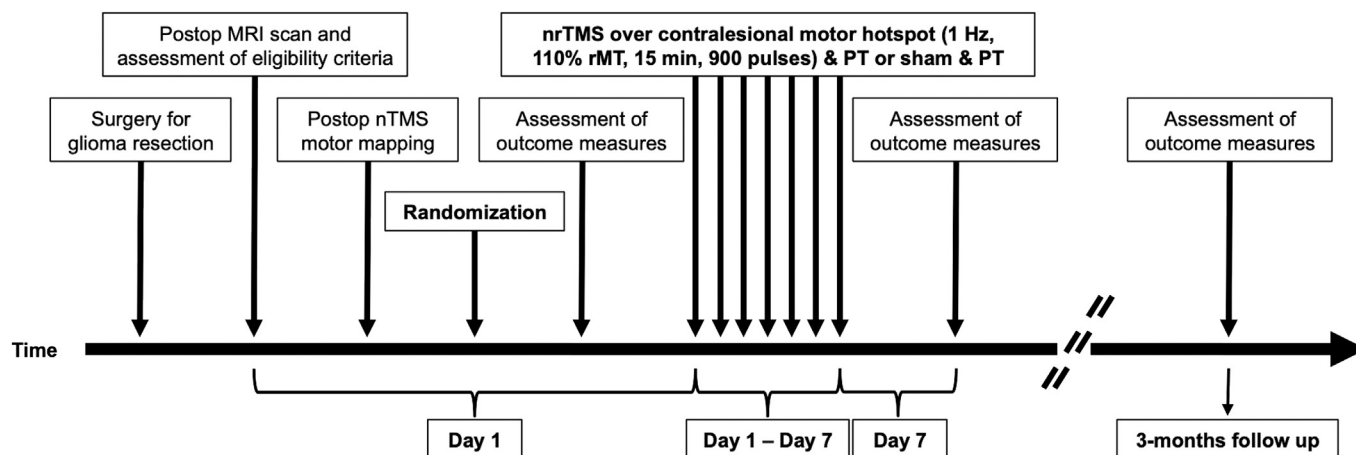 Postop MRI scan and
assessment of eligibility criteria
nrTMS over contralesional motor hotspot (1 Hz,
110% rMT, 15 min, 900 pulses) & PT or sham & PT
Surgery for
glioma resection
Postop nTMS
motor mapping
Assessment of
outcome measures
Assessment of
outcome measures
Assessment of
outcome measures
Randomization
Time
Day 1
Day 1 – Day 7
Day 7
3-months follow up